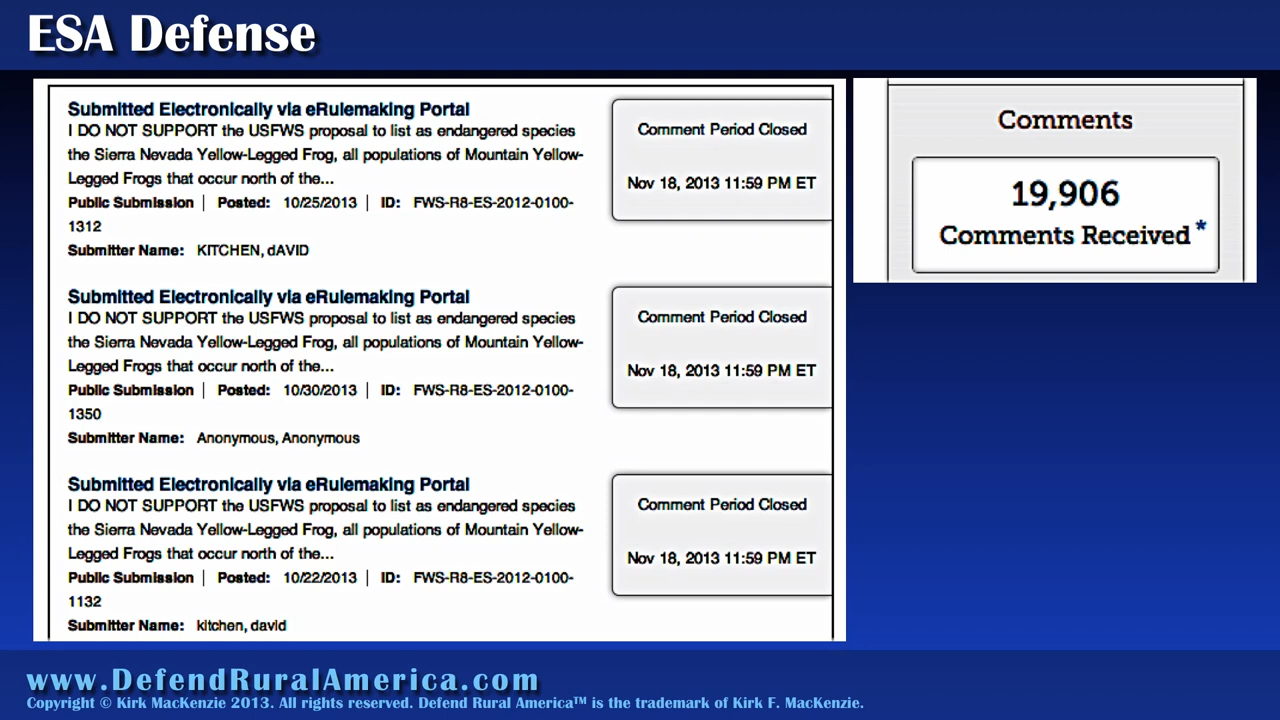 ESA Defense
Submitted Electronically via eRulemaking Portal
I DO NOT SUPPORT the USFWS proposal to list as endangered species
the Sierra Nevada Yellow-Legged Frog, all populations of Mountain Yellow-
Legged Frogs that occur north of the...
Public Submission | Posted: 10/25/2013 | ID: FWS-R8-ES-2012-0100-
1312
Submitter Name: KITCHEN, dAVID
Comment Period Closed
Nov 18, 2013 11:59 PM ET
Submitted Electronically via eRulemaking Portal
I DO NOT SUPPORT the USFWS proposal to list as endangered species
the Sierra Nevada Yellow-Legged Frog, all populations of Mountain Yellow-
Legged Frogs that occur north of the...
Public Submission | Posted: 10/30/2013 | ID: FWS-R8-ES-2012-0100-
1350
Submitter Name: Anonymous, Anonymous
Comment Period Closed
Nov 18, 2013 11:59 PM ET
Submitted Electronically via eRulemaking Portal
I DO NOT SUPPORT the USFWS proposal to list as endangered species
the Sierra Nevada Yellow-Legged Frog, all populations of Mountain Yellow-
Legged Frogs that occur north of the...
Public Submission | Posted: 10/22/2013 | ID: FWS-R8-ES-2012-0100-
1132
Submitter Name: kitchen, david
Comment Period Closed
Nov 18, 2013 11:59 PM ET
Comments
19,906
Comments Received *
www.DefendRuralAmerica.com
Copyright © Kirk MacKenzie 2013. All rights reserved. Defend Rural America™ is the trademark of Kirk F. MacKenzie.